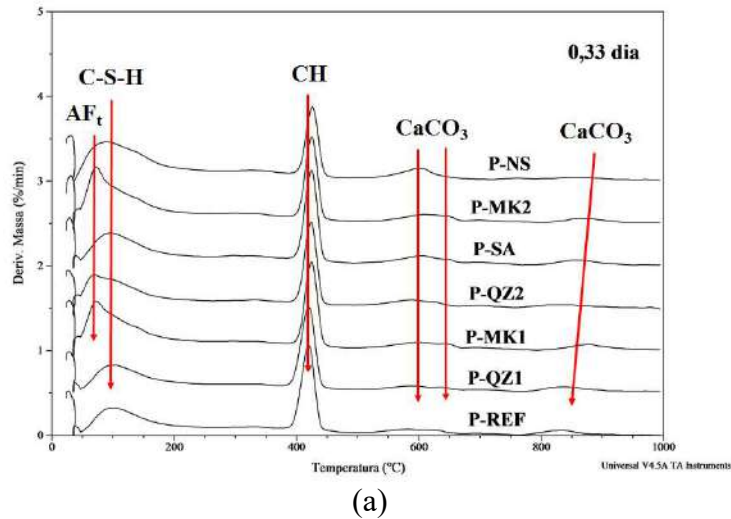 5
4
3
2
1
0
Deriv. Massa (%/min)
0,33 dia
C-S-H
CH
AFₜ
CaCO₃
CaCO₃
P-NS
P-MK2
P-SA
P-QZ2
P-MK1
P-QZ1
P-REF
0 200 400 600 800 1000
Temperatura (°C)
Universal V4.5A TA Instruments
(a)